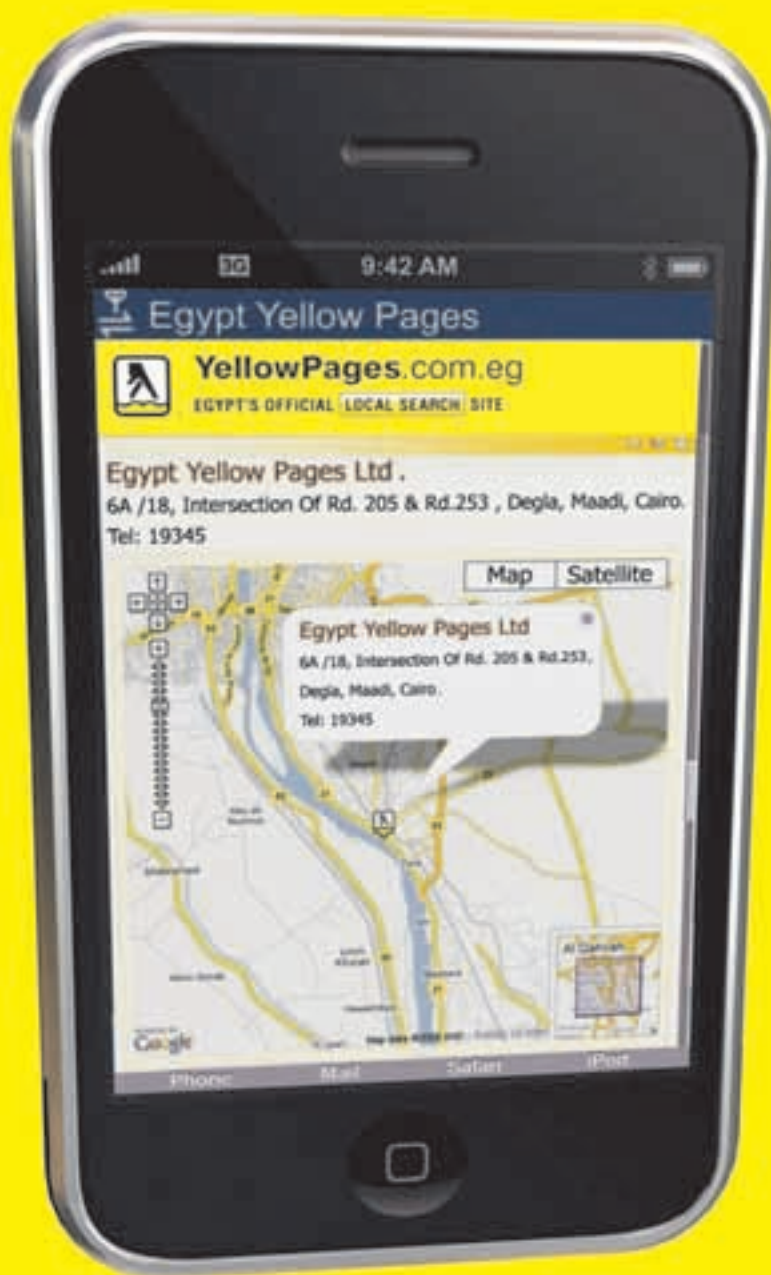 3G 9:42 AM
Egypt Yellow Pages
YellowPages.com.eg
EGYPT'S OFFICIAL LOCAL SEARCH SITE
Egypt Yellow Pages Ltd .
6A /18, Intersection Of Rd. 205 & Rd.253 , Degla, Maadi, Cairo.
Tel: 19345
Map Satellite
Egypt Yellow Pages Ltd
6A /18, Intersection Of Rd. 205 & Rd.253,
Degla, Maadi, Cairo.
Tel: 19345
Google
Phone Mail Safari iPod